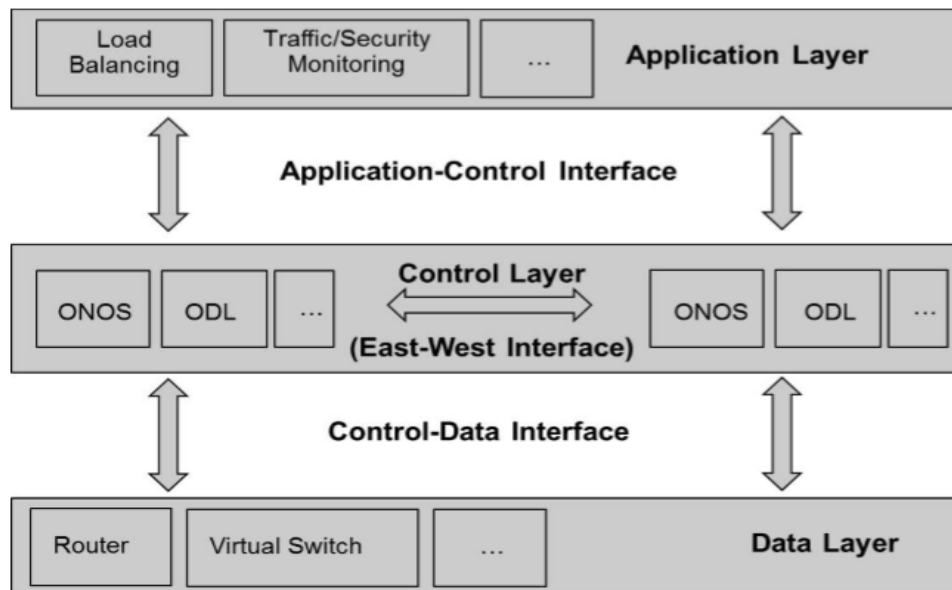 Load
Balancing
Traffic/Security
Monitoring
...
Application Layer
Application-Control Interface
ONOS
ODL
...
Control Layer
(East-West Interface)
ONOS
ODL
...
Control-Data Interface
Router
Virtual Switch
...
Data Layer